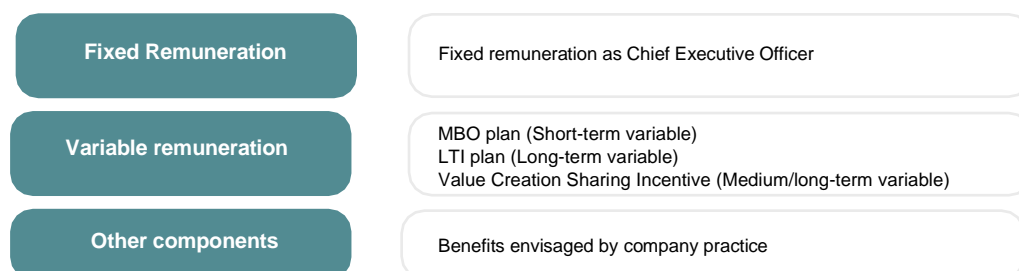 Fixed Remuneration
Fixed remuneration as Chief Executive Officer
Variable remuneration
MBO plan (Short-term variable)
LTI plan (Long-term variable)
Value Creation Sharing Incentive (Medium/long-term variable)
Other components
Benefits envisaged by company practice